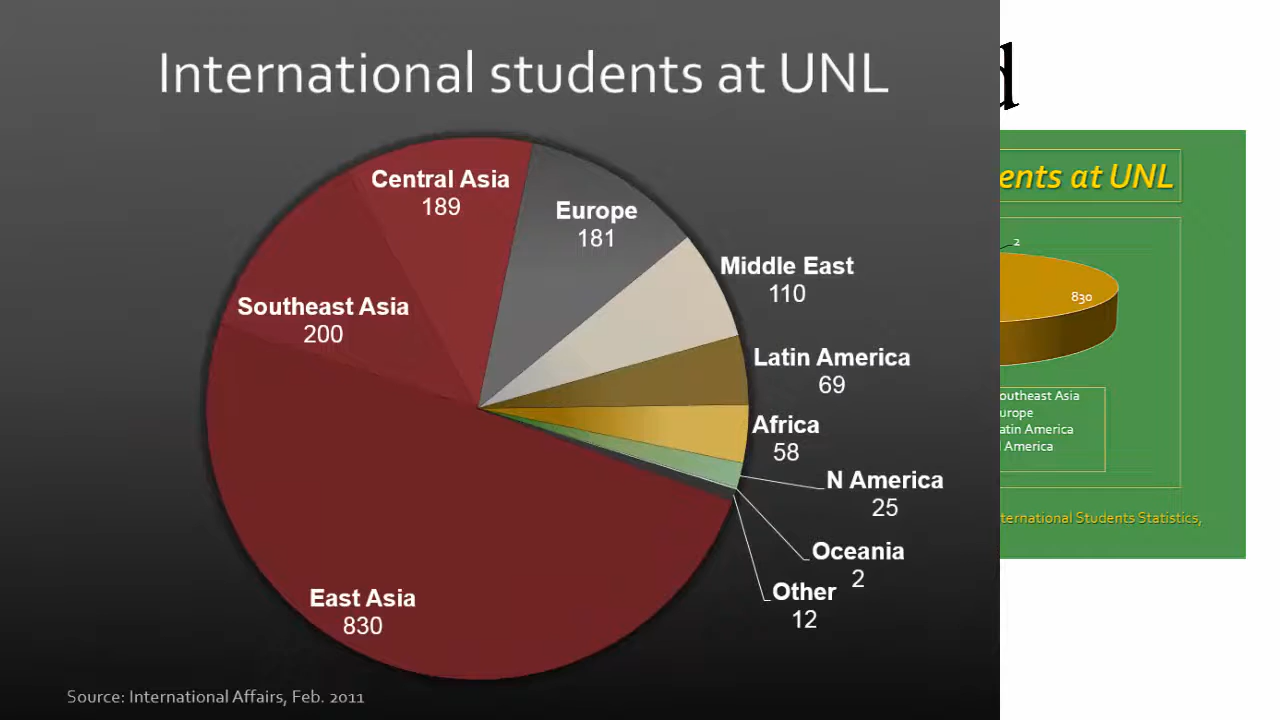 International students at UNL
Central Asia
189
Europe
181
Middle East
110
Southeast Asia
200
Latin America
69
Africa
58
N America
25
Oceania
2
Other
12
East Asia
830
Source: International Affairs, Feb. 2011
d
ents at UNL
2
830
outheast Asia
urope
atin America
America
ternational Students Statistics,